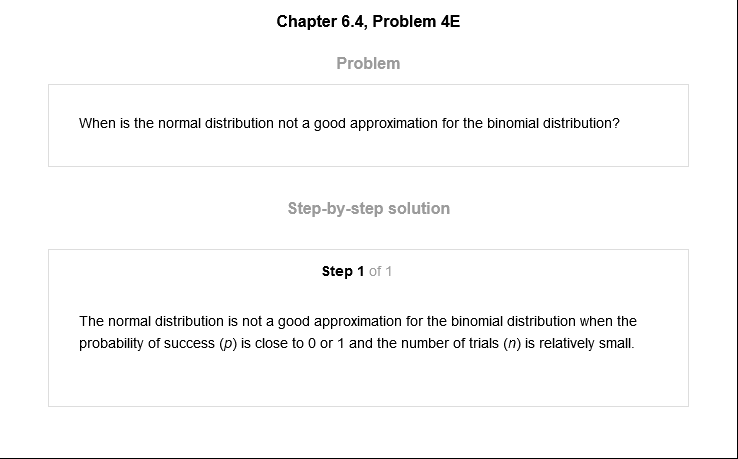 Chapter 6.4, Problem 4E
Problem
When is the normal distribution not a good approximation for the binomial distribution?
Step-by-step solution
Step 1 of 1
The normal distribution is not a good approximation for the binomial distribution when the
probability of success (p) is close to 0 or 1 and the number of trials (n) is relatively small.